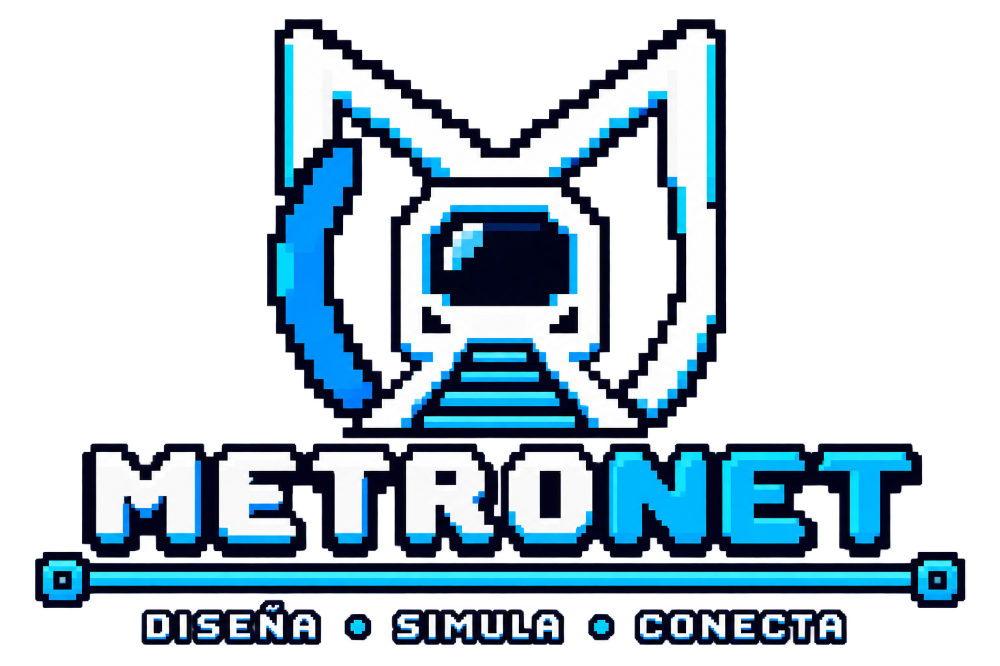 METRONET
DISEÑA • SIMULA • CONECTA